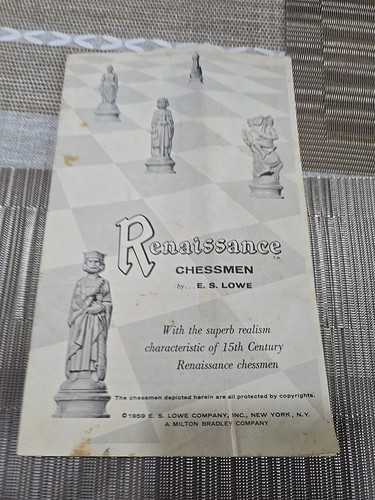 Renaissance TM
CHESSMEN
by... E. S. LOWE
With the superb realism
characteristic of 15th Century
Renaissance chessmen
The chessmen depicted herein are all protected by copyrights.
©1959 E. S. LOWE COMPANY, INC., NEW YORK, N.Y.
A MILTON BRADLEY COMPANY